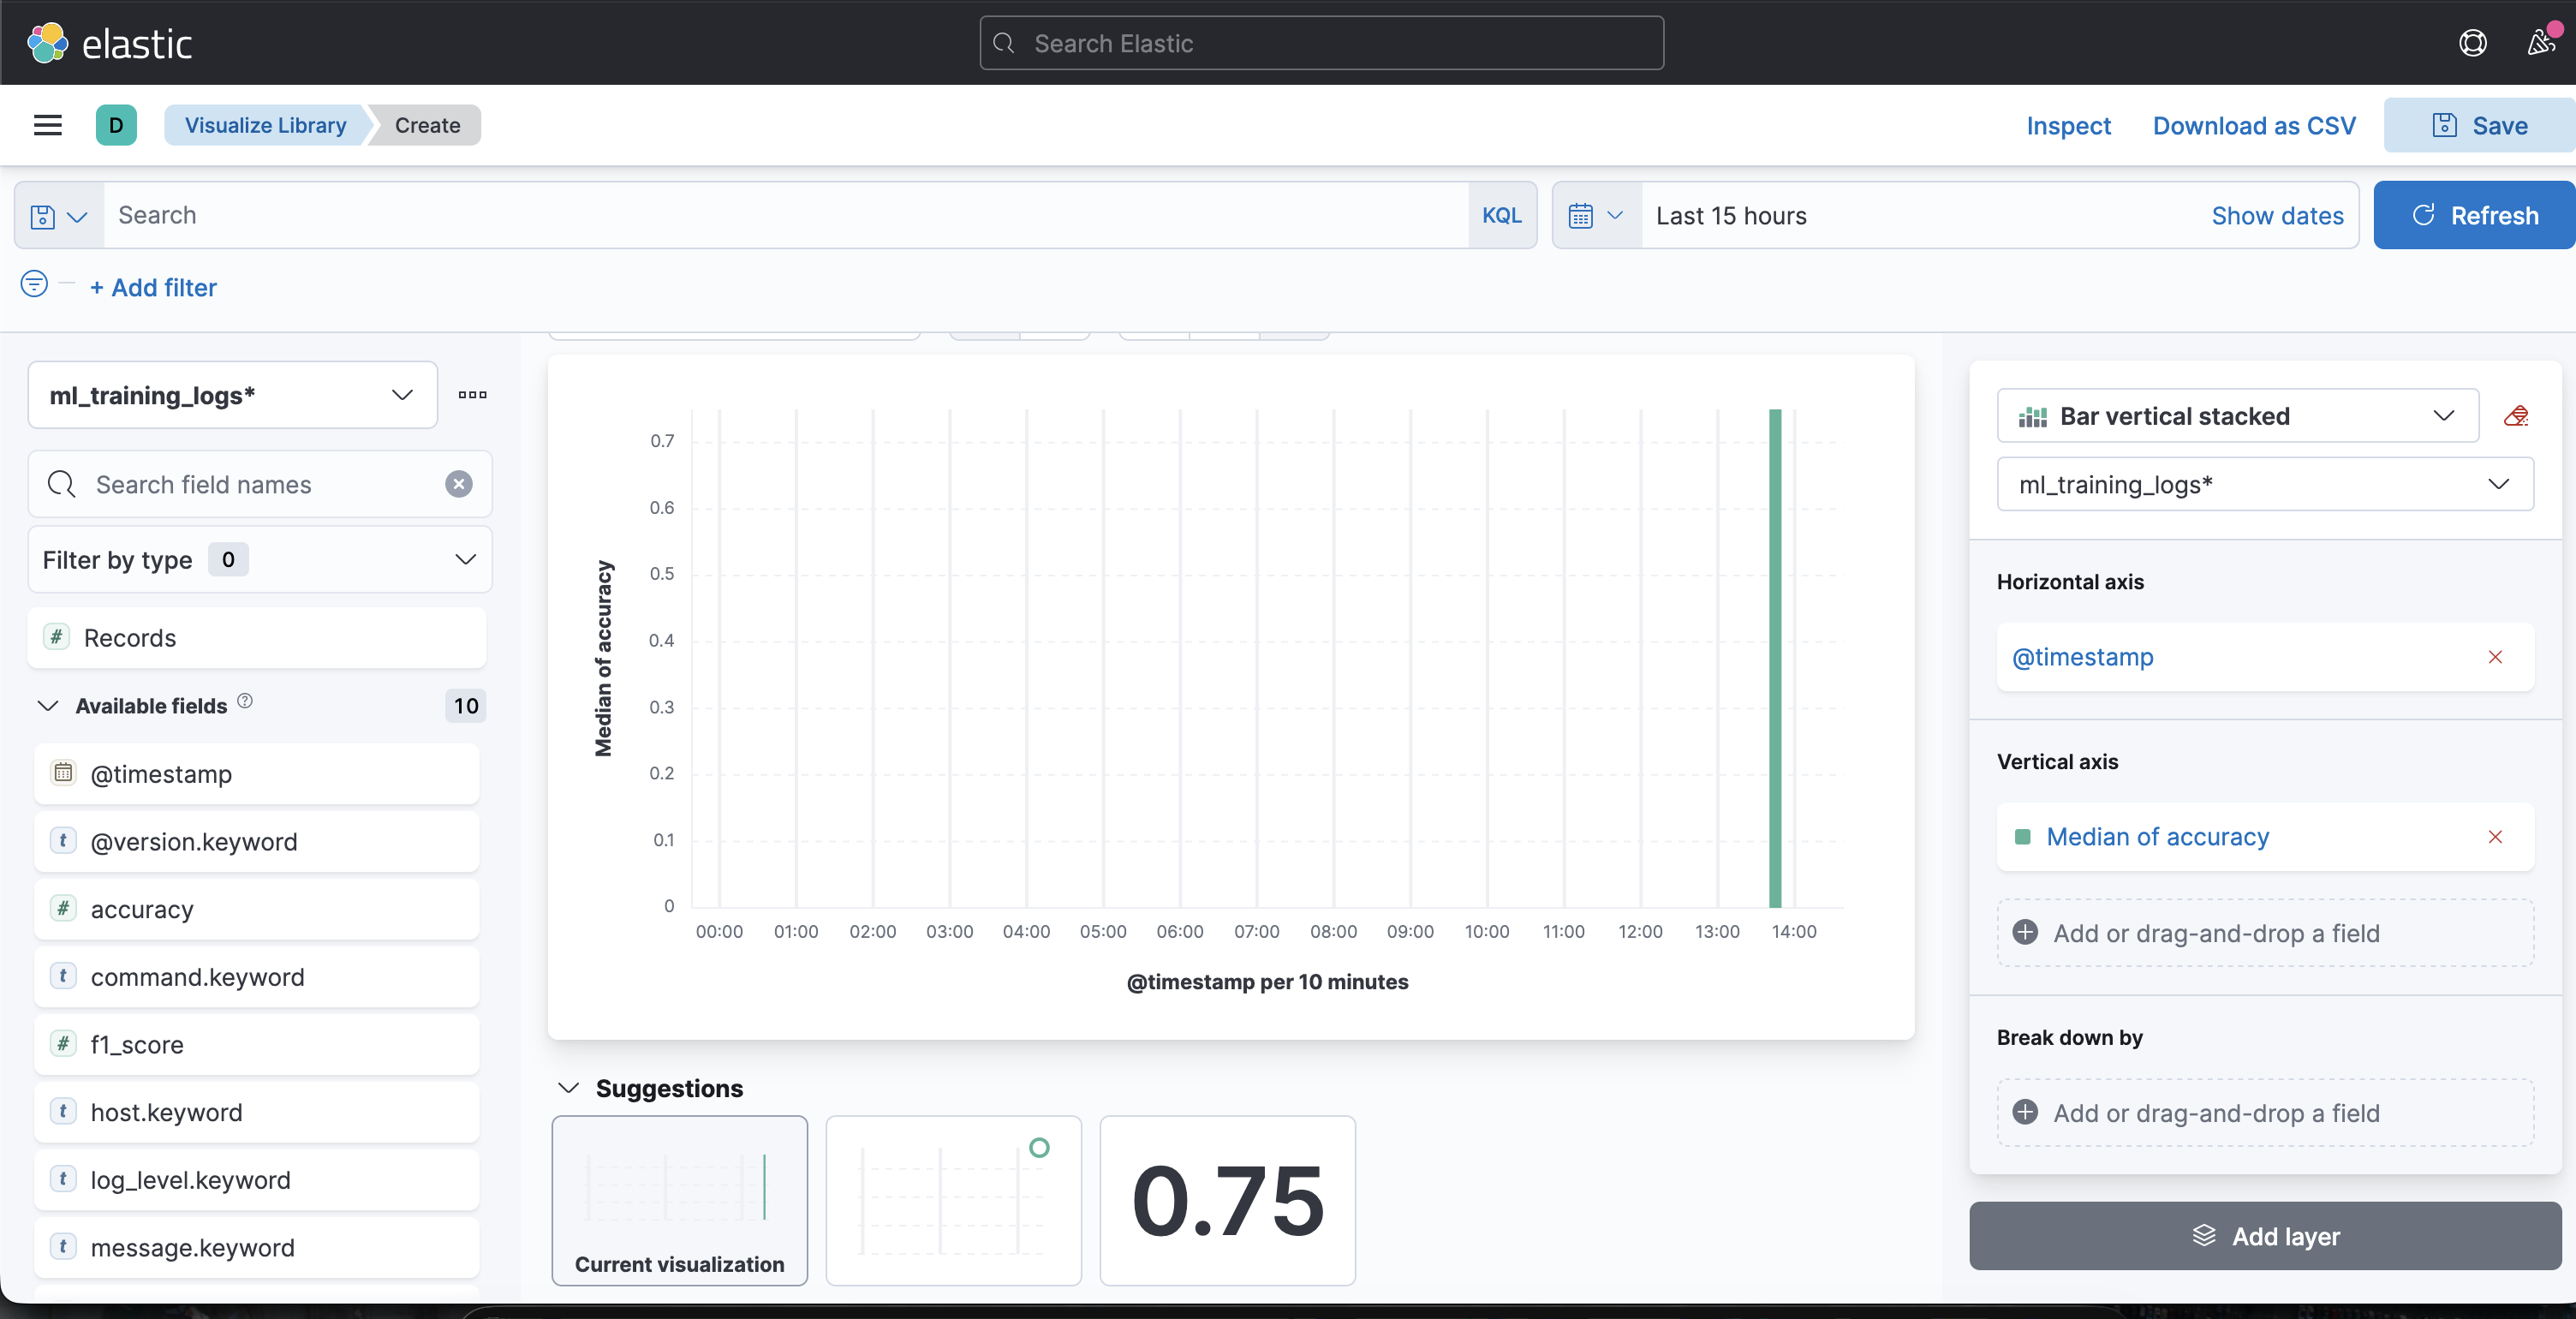 elastic
Search Elastic
D
Visualize Library
Create
Inspect
Download as CSV
Save
Search
KQL
Last 15 hours
Show dates
Refresh
+ Add filter
ml_training_logs*
Search field names
Filter by type 0
# Records
Available fields ? 10
@timestamp
t @version.keyword
# accuracy
t command.keyword
# f1_score
t host.keyword
t log_level.keyword
t message.keyword
Median of accuracy
0.7
0.6
0.5
0.4
0.3
0.2
0.1
0
00:00 01:00 02:00 03:00 04:00 05:00 06:00 07:00 08:00 09:00 10:00 11:00 12:00 13:00 14:00
@timestamp per 10 minutes
Suggestions
Current visualization
0.75
Bar vertical stacked
ml_training_logs*
Horizontal axis
@timestamp
Vertical axis
Median of accuracy
Add or drag-and-drop a field
Break down by
Add or drag-and-drop a field
Add layer